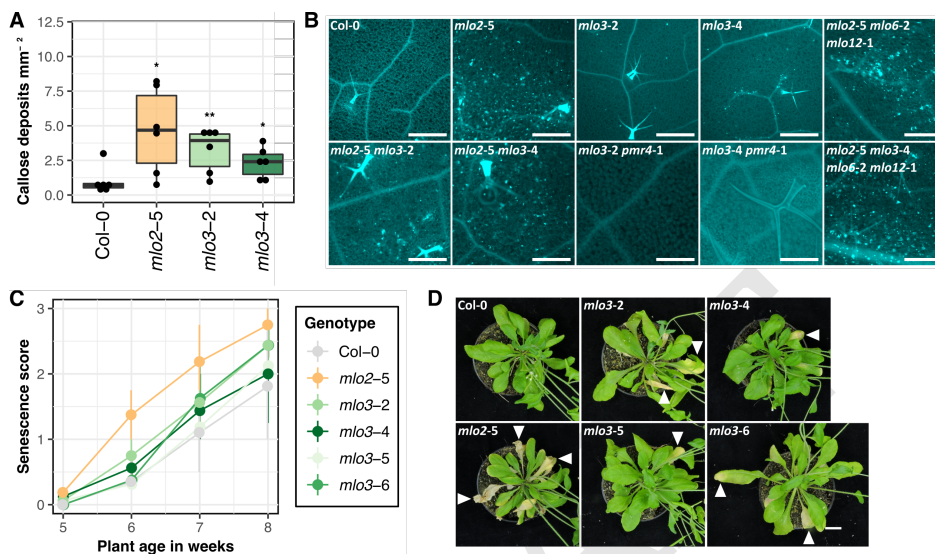 A
Callose deposits mm⁻²
12.5
10.0
7.5
5.0
2.5
0.0
*
**
*
Col−0
mlo2−5
mlo3−2
mlo3−4
B
Col-0
mlo2-5
mlo3-2
mlo3-4
mlo2-5 mlo6-2
mlo12-1
mlo2-5 mlo3-2
mlo2-5 mlo3-4
mlo3-2 pmr4-1
mlo3-4 pmr4-1
mlo2-5 mlo3-4
mlo6-2 mlo12-1
C
Senescence score
3
2
1
0
5
6
7
8
Plant age in weeks
Genotype
Col−0
mlo2−5
mlo3−2
mlo3−4
mlo3−5
mlo3−6
D
Col-0
mlo3-2
mlo3-4
mlo2-5
mlo3-5
mlo3-6